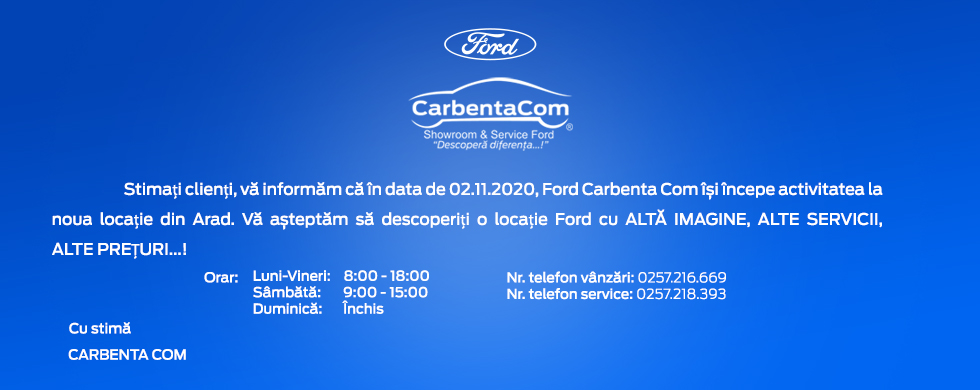 Ford
CarbentaCom
®
Showroom & Service Ford
"Descoperă diferența...!"
Stimați clienți, vă informăm că în data de 02.11.2020, Ford Carbenta Com își începe activitatea la
noua locație din Arad. Vă așteptăm să descoperiți o locație Ford cu ALTĂ IMAGINE, ALTE SERVICII,
ALTE PREȚURI...!
Orar: Luni-Vineri: 8:00 - 18:00 Nr. telefon vânzări: 0257.216.669
Sâmbătă: 9:00 - 15:00 Nr. telefon service: 0257.218.393
Duminică: Închis
Cu stimă
CARBENTA COM